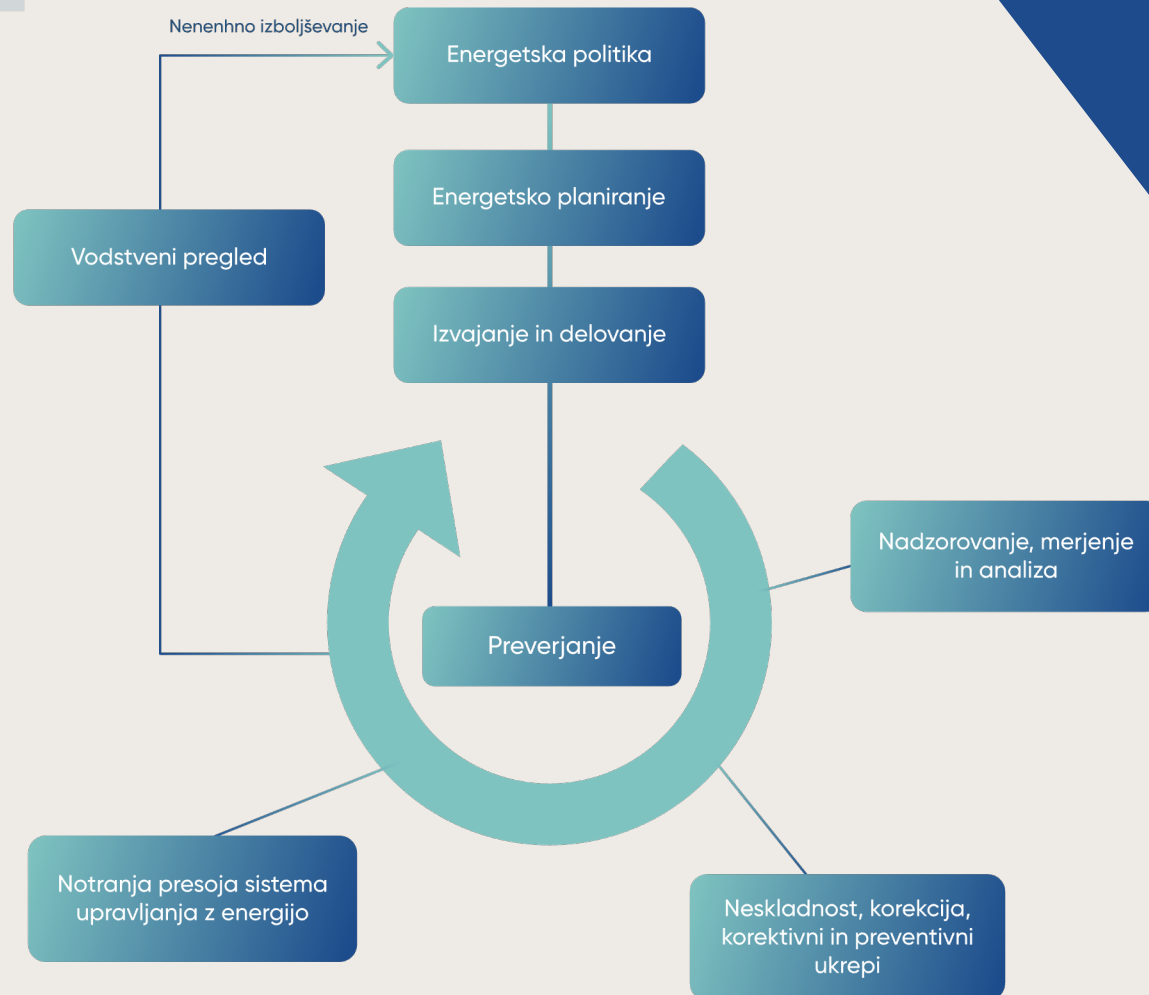 Nenenhno izboljševanje
Energetska politika
Energetsko planiranje
Vodstveni pregled
Izvajanje in delovanje
Nadzorovanje, merjenje
in analiza
Preverjanje
Notranja presoja sistema
upravljanja z energijo
Neskladnost, korekcija,
korektivni in preventivni
ukrepi